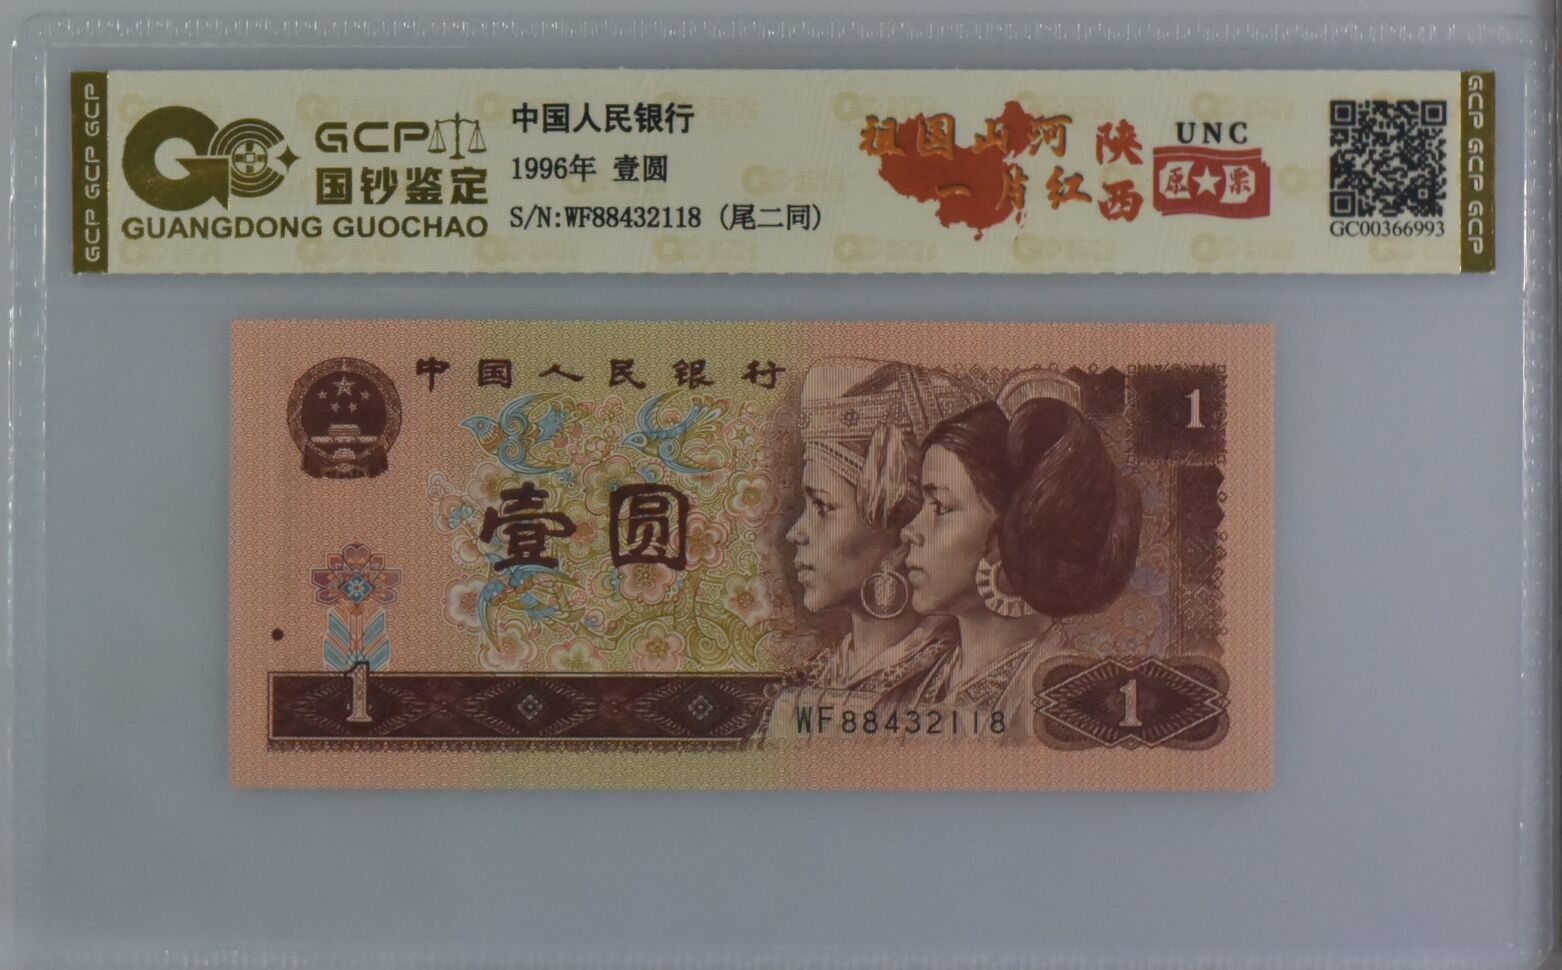 GCP GCP GCP
GCP
国钞鉴定
GUANGDONG GUOCHAO
中国人民银行
1996年 壹圆
S/N:WF88432118 (尾二同)
祖国山河
一片红
陕西
UNC
原票
GC00366993
GCP GCP GCP
中国人民银行
1
壹圆
1
WF88432118
1